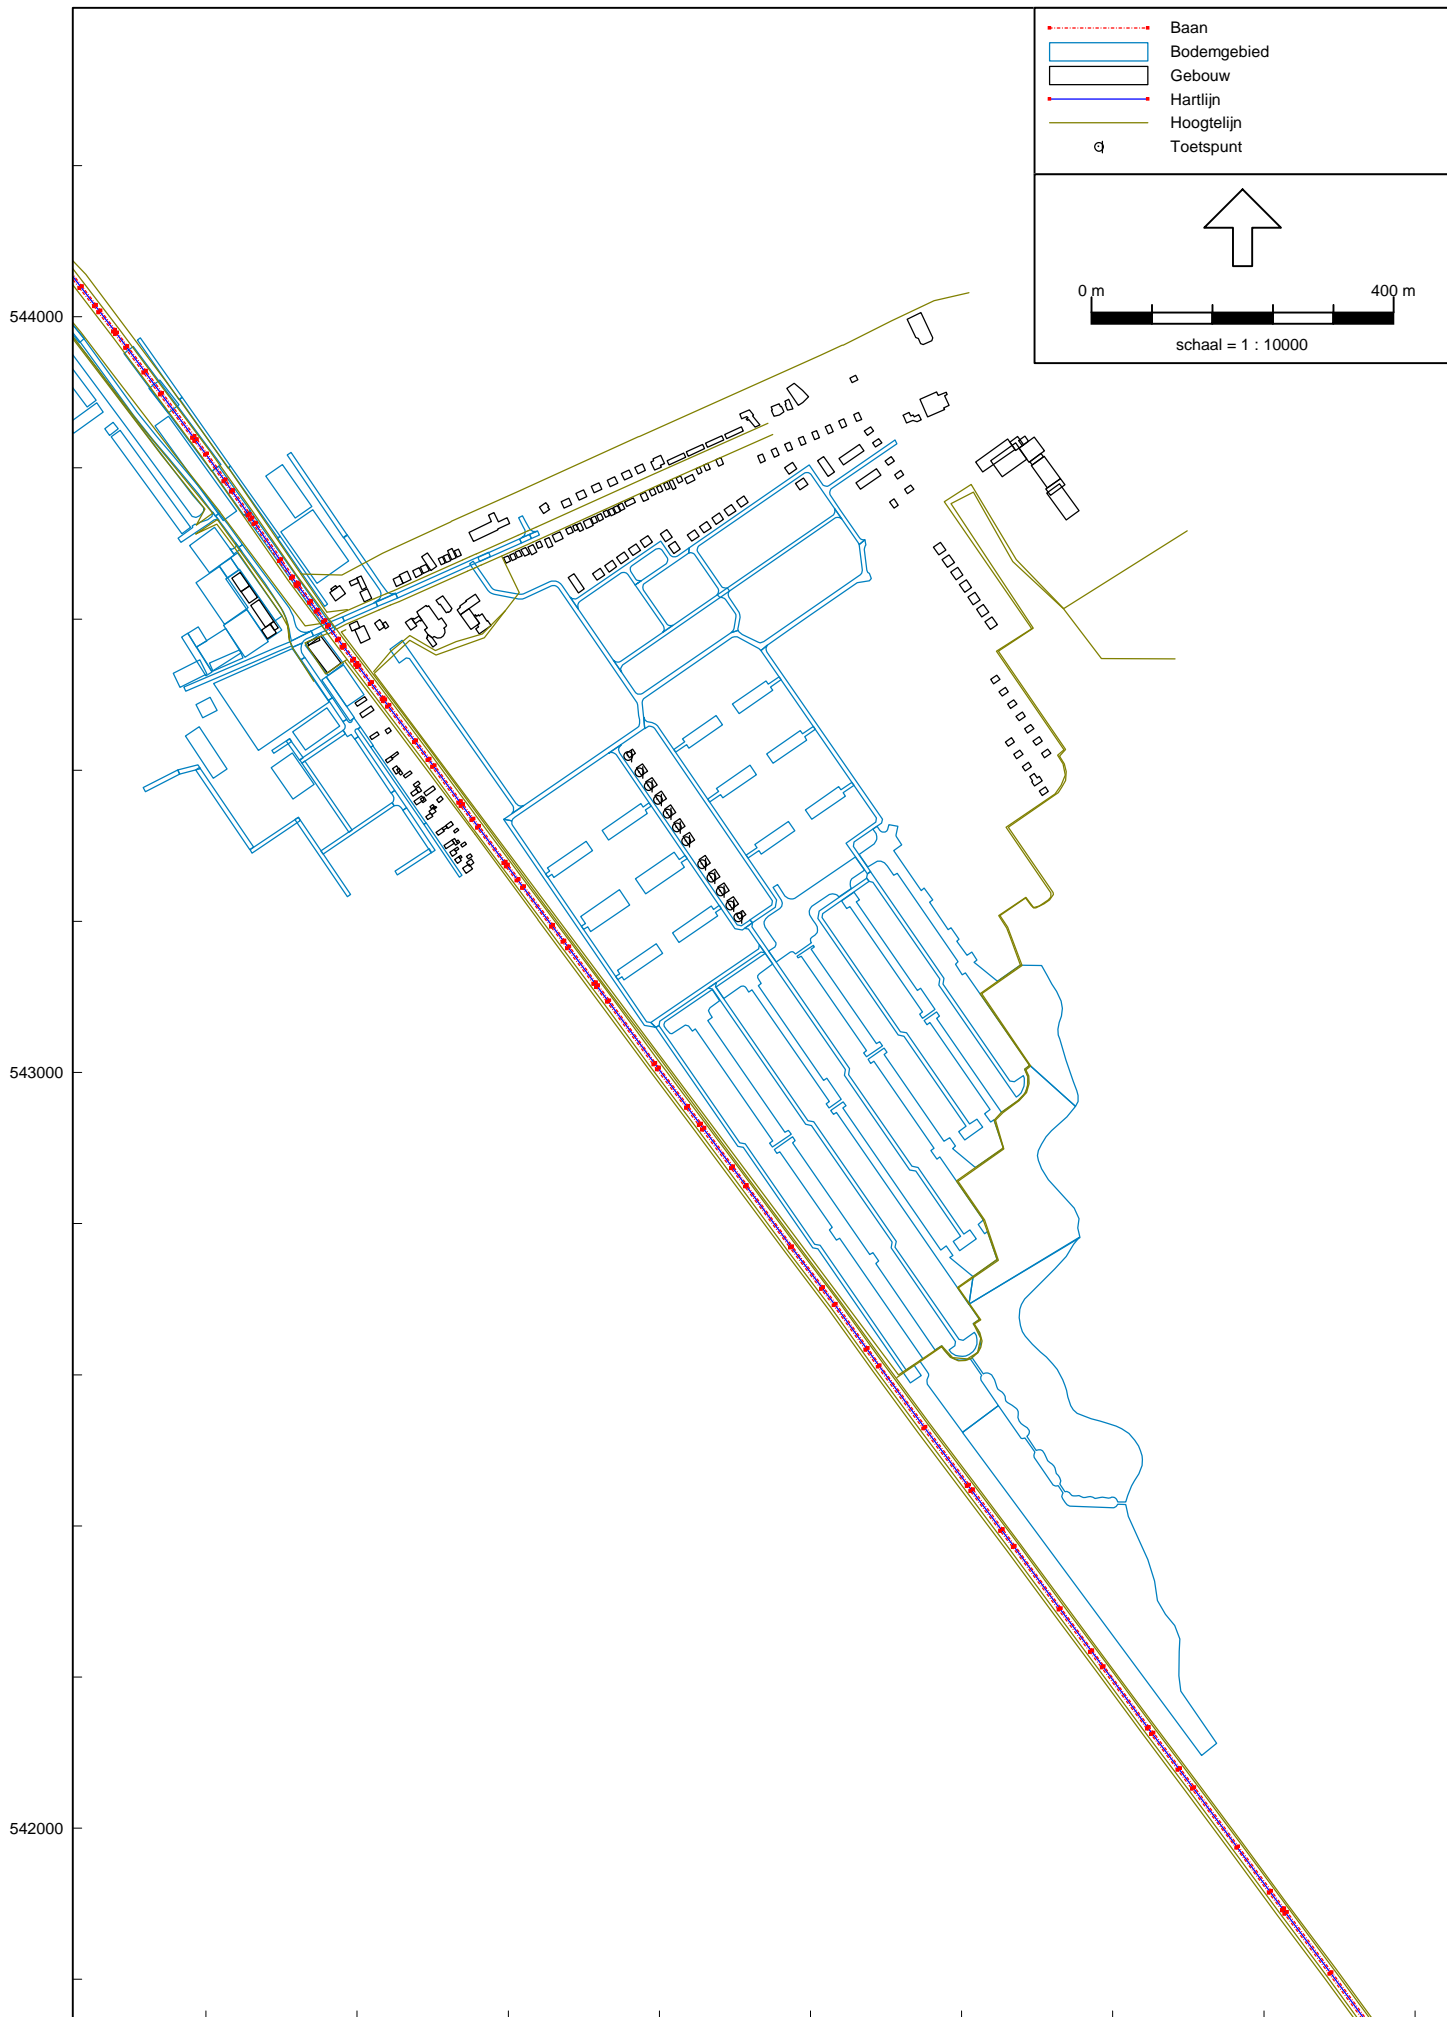 Baan
Bodemgebied
Gebouw
Hartlijn
Hoogtelijn
Toetspunt
0 m 400 m
schaal = 1 : 10000
544000
543000
542000